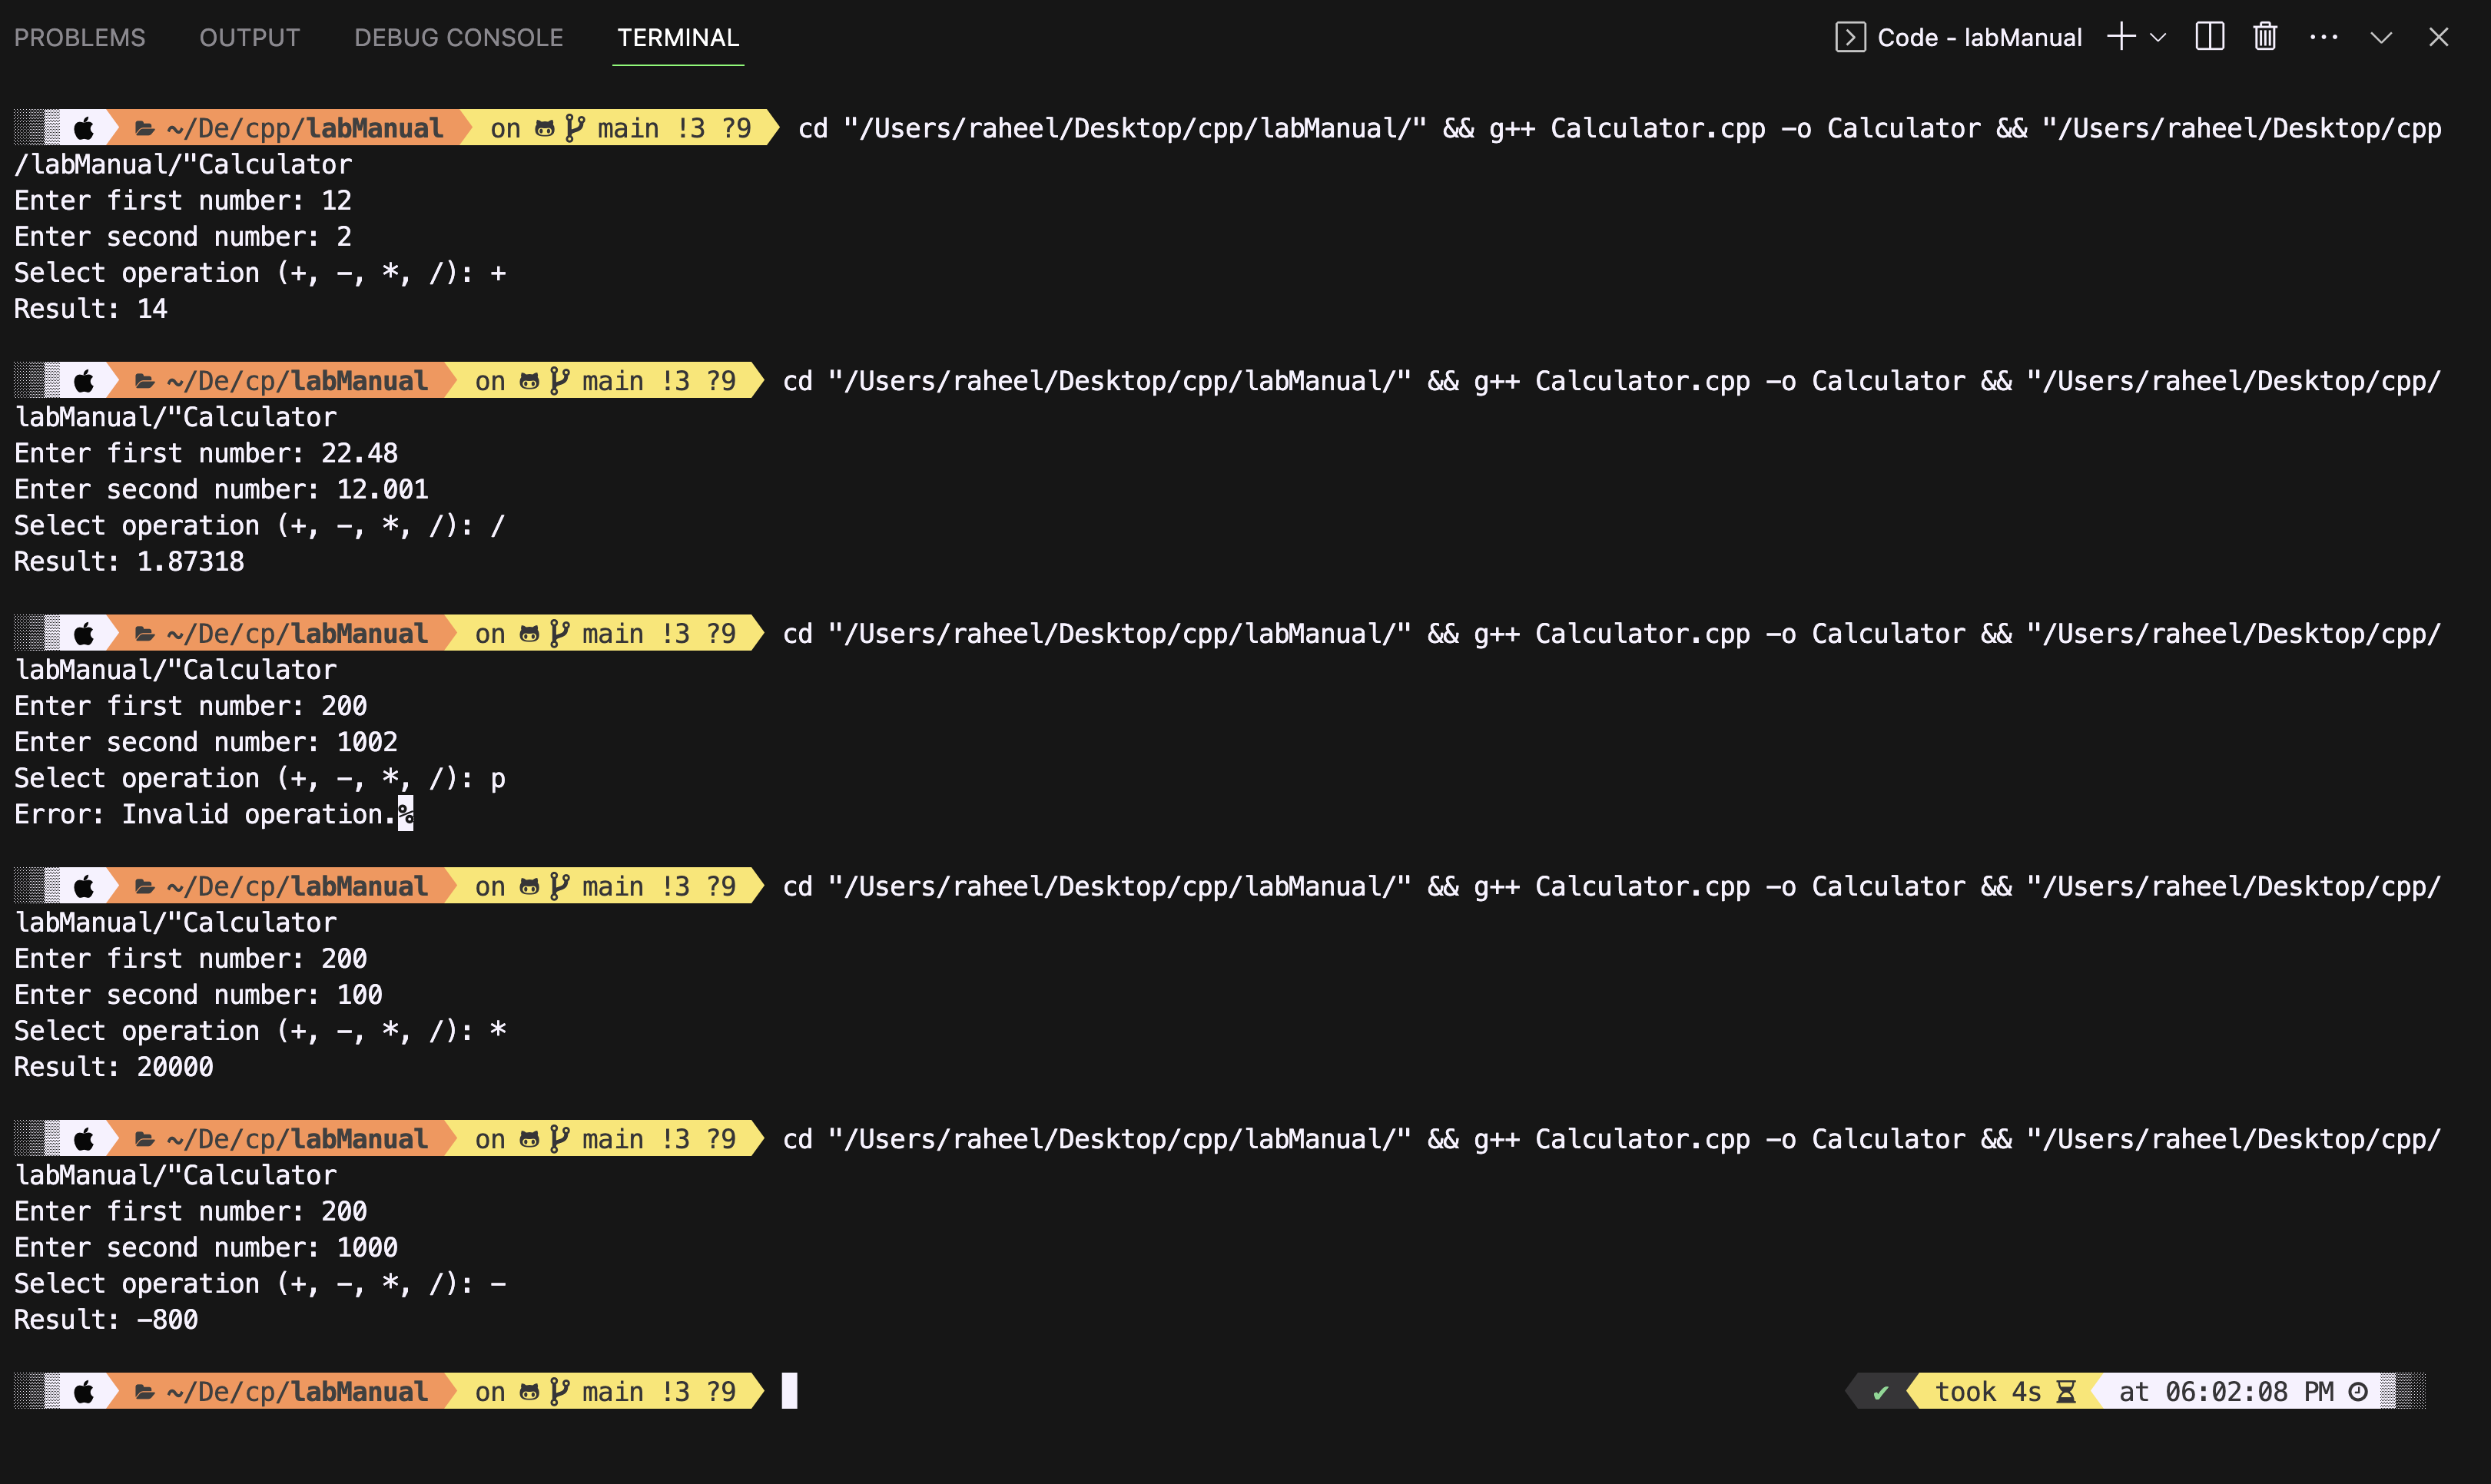 PROBLEMS OUTPUT DEBUG CONSOLE TERMINAL Code - labManual
~/De/cpp/labManual on main !3 ?9 cd "/Users/raheel/Desktop/cpp/labManual/" && g++ Calculator.cpp -o Calculator && "/Users/raheel/Desktop/cpp
/labManual/"Calculator
Enter first number: 12
Enter second number: 2
Select operation (+, -, *, /): +
Result: 14
~/De/cp/labManual on main !3 ?9 cd "/Users/raheel/Desktop/cpp/labManual/" && g++ Calculator.cpp -o Calculator && "/Users/raheel/Desktop/cpp/
labManual/"Calculator
Enter first number: 22.48
Enter second number: 12.001
Select operation (+, -, *, /): /
Result: 1.87318
~/De/cp/labManual on main !3 ?9 cd "/Users/raheel/Desktop/cpp/labManual/" && g++ Calculator.cpp -o Calculator && "/Users/raheel/Desktop/cpp/
labManual/"Calculator
Enter first number: 200
Enter second number: 1002
Select operation (+, -, *, /): p
Error: Invalid operation.%
~/De/cp/labManual on main !3 ?9 cd "/Users/raheel/Desktop/cpp/labManual/" && g++ Calculator.cpp -o Calculator && "/Users/raheel/Desktop/cpp/
labManual/"Calculator
Enter first number: 200
Enter second number: 100
Select operation (+, -, *, /): *
Result: 20000
~/De/cp/labManual on main !3 ?9 cd "/Users/raheel/Desktop/cpp/labManual/" && g++ Calculator.cpp -o Calculator && "/Users/raheel/Desktop/cpp/
labManual/"Calculator
Enter first number: 200
Enter second number: 1000
Select operation (+, -, *, /): -
Result: -800
~/De/cp/labManual on main !3 ?9 ✔ took 4s at 06:02:08 PM